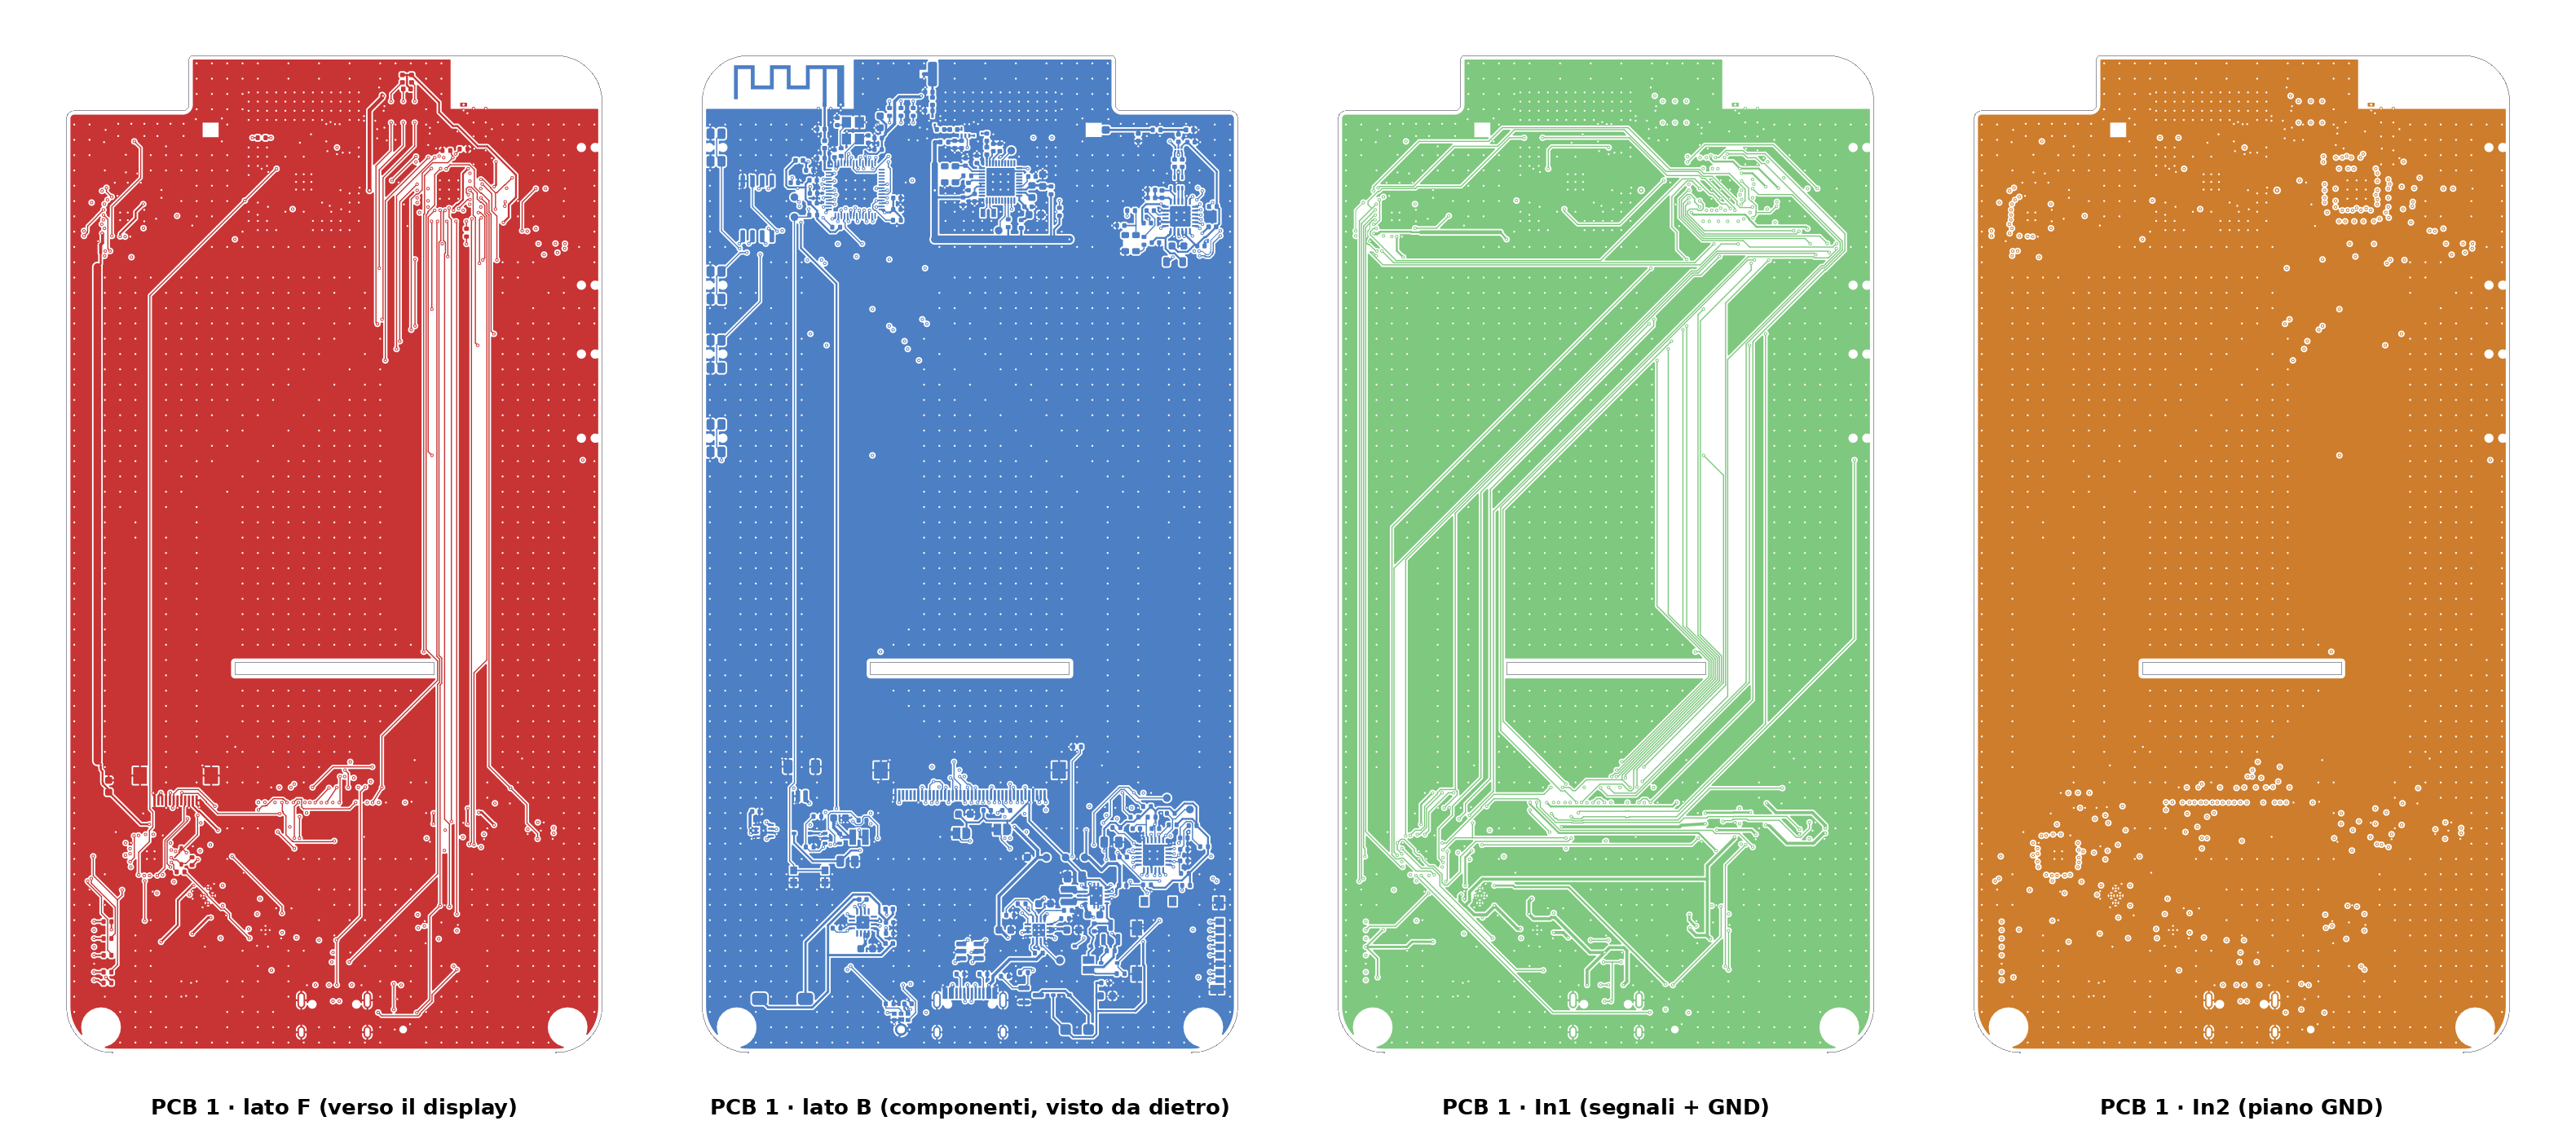 PCB 1 · lato F (verso il display)
PCB 1 · lato B (componenti, visto da dietro)
PCB 1 · In1 (segnali + GND)
PCB 1 · In2 (piano GND)